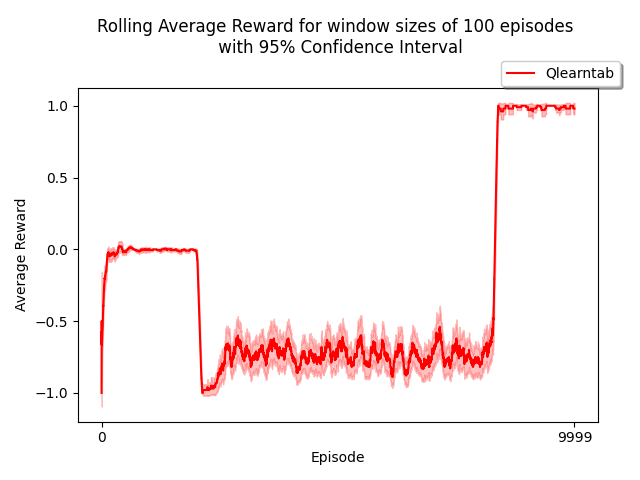 Rolling Average Reward for window sizes of 100 episodes
with 95% Confidence Interval
Qlearntab
1.0
0.5
0.0
−0.5
−1.0
Average Reward
0
9999
Episode